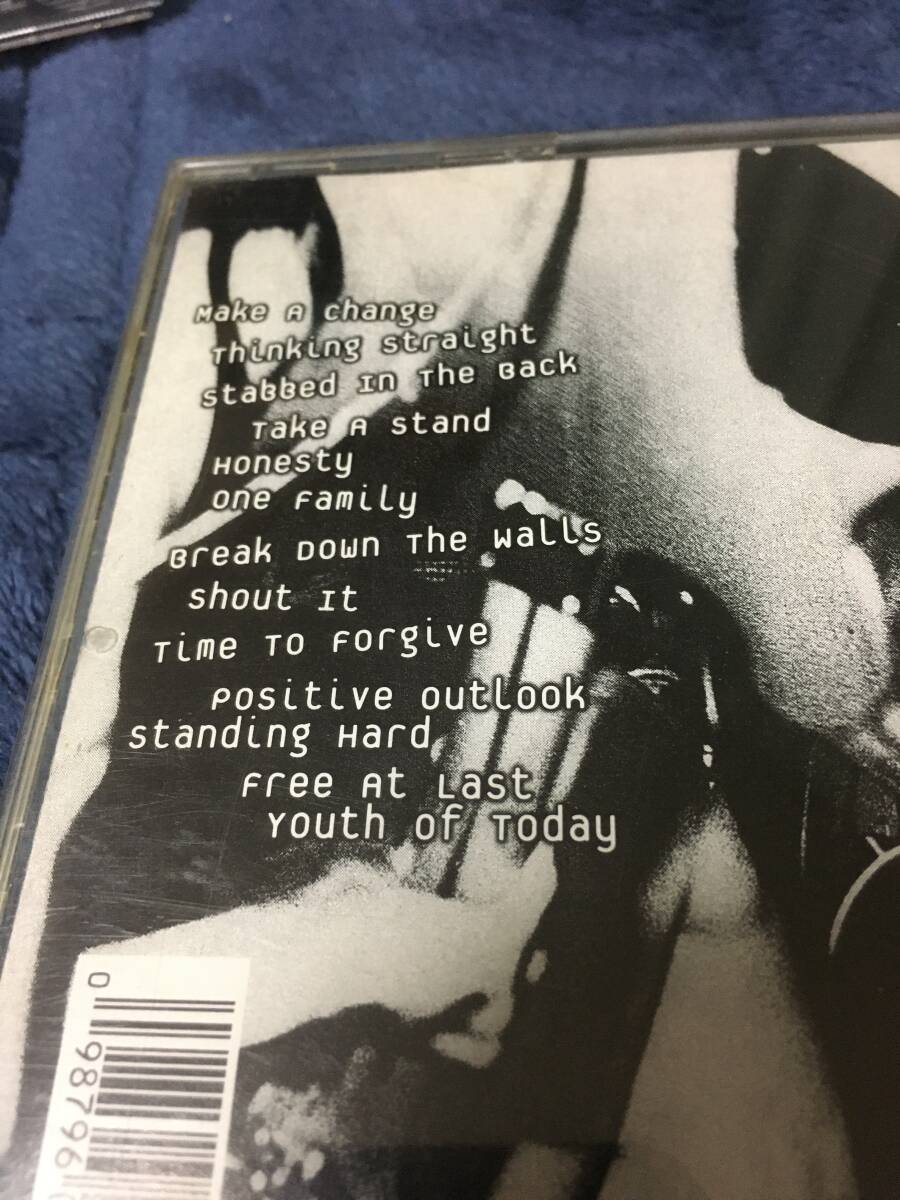 Make A change
Thinking straight
stabbed In The Back
Take A stand
Honesty
one Family
Break Down The walls
shout It
Time To Forgive
positive outlook
standing Hard
Free At Last
Youth of Today
0 98796